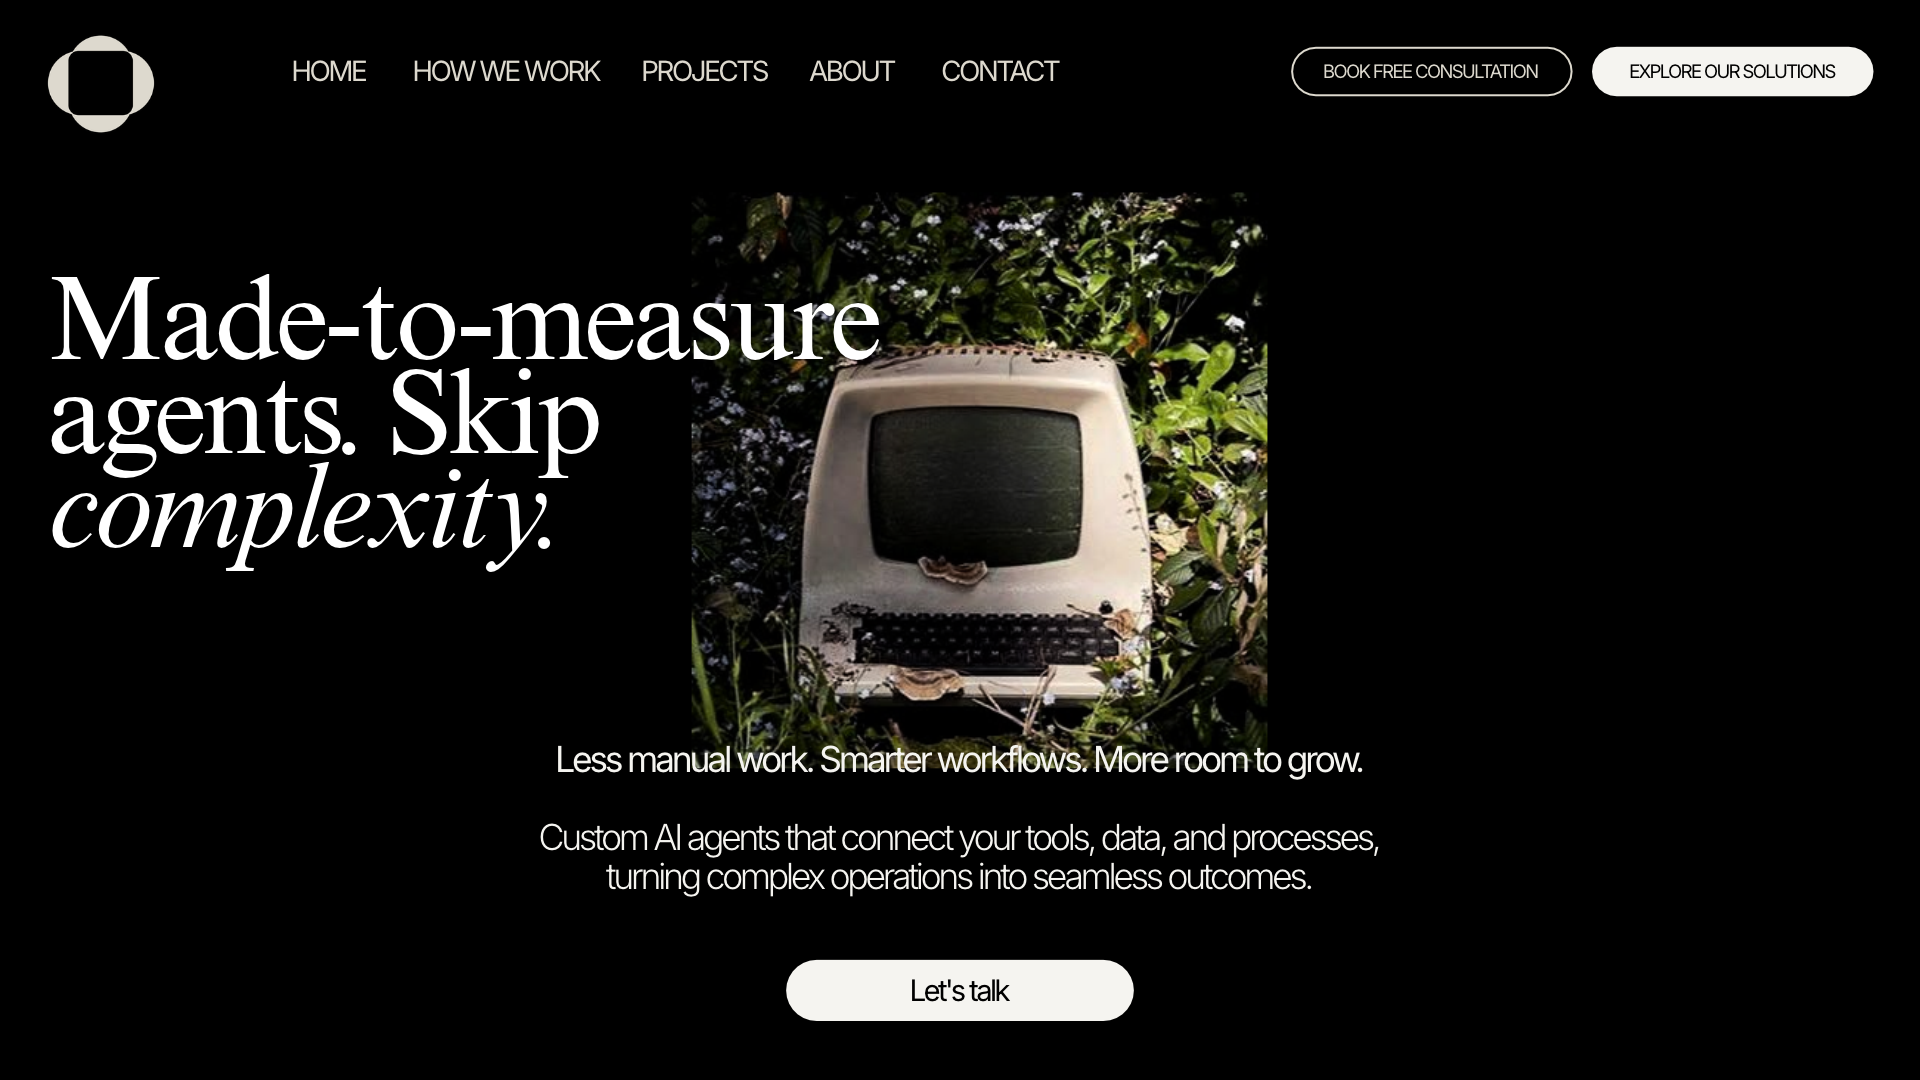 HOME
HOW WE WORK
PROJECTS
ABOUT
CONTACT
BOOK FREE CONSULTATION
EXPLORE OUR SOLUTIONS
Made-to-measure
agents. Skip
complexity.
Less manual work. Smarter workflows. More room to grow.
Custom AI agents that connect your tools, data, and processes,
turning complex operations into seamless outcomes.
Let's talk